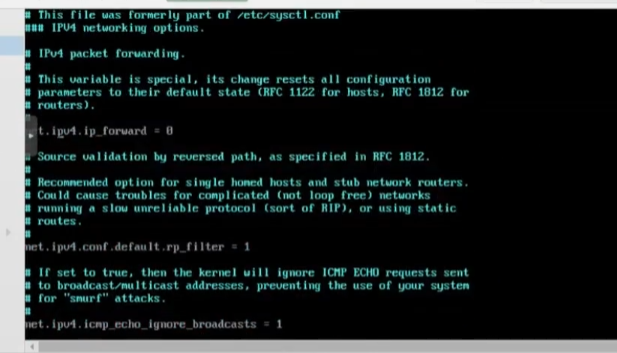 # This file was formerly part of /etc/sysctl.conf
### IPV4 networking options.
# IPv4 packet forwarding.
#
# This variable is special, its change resets all configuration
# parameters to their default state (RFC 1122 for hosts, RFC 1812 for
# routers).
#
t.ipv4.ip_forward = 0
# Source validation by reversed path, as specified in RFC 1812.
#
# Recommended option for single homed hosts and stub network routers.
# Could cause troubles for complicated (not loop free) networks
# running a slow unreliable protocol (sort of RIP), or using static
# routes.
#
net.ipv4.conf.default.rp_filter = 1
# If set to true, then the kernel will ignore ICMP ECHO requests sent
# to broadcast/multicast addresses, preventing the use of your system
# for "smurf" attacks.
#
net.ipv4.icmp_echo_ignore_broadcasts = 1